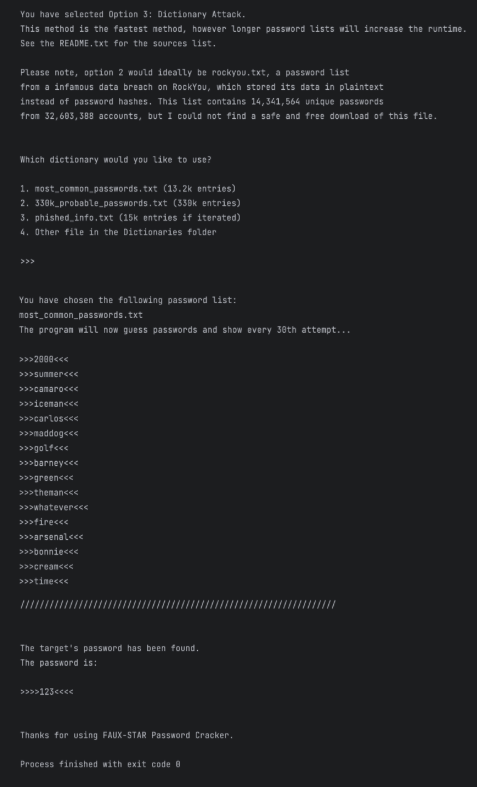 You have selected Option 3: Dictionary Attack.
This method is the fastest method, however longer password lists will increase the runtime.
See the README.txt for the sources list.
Please note, option 2 would ideally be rockyou.txt, a password list
from a infamous data breach on RockYou, which stored its data in plaintext
instead of password hashes. This list contains 14,341,564 unique passwords
from 32,603,388 accounts, but I could not find a safe and free download of this file.
Which dictionary would you like to use?
1. most_common_passwords.txt (13.2k entries)
2. 330k_probable_passwords.txt (330k entries)
3. phished_info.txt (15k entries if iterated)
4. Other file in the Dictionaries folder
>>>
You have chosen the following password list:
most_common_passwords.txt
The program will now guess passwords and show every 30th attempt...
>>>2000<<<
>>>summer<<<
>>>camaro<<<
>>>iceman<<<
>>>carlos<<<
>>>maddog<<<
>>>golf<<<
>>>barney<<<
>>>green<<<
>>>theman<<<
>>>whatever<<<
>>>fire<<<
>>>arsenal<<<
>>>bonnie<<<
>>>cream<<<
>>>time<<<
/////////////////////////////////////////////////////////////////
The target's password has been found.
The password is:
>>>>123<<<<
Thanks for using FAUX-STAR Password Cracker.
Process finished with exit code 0